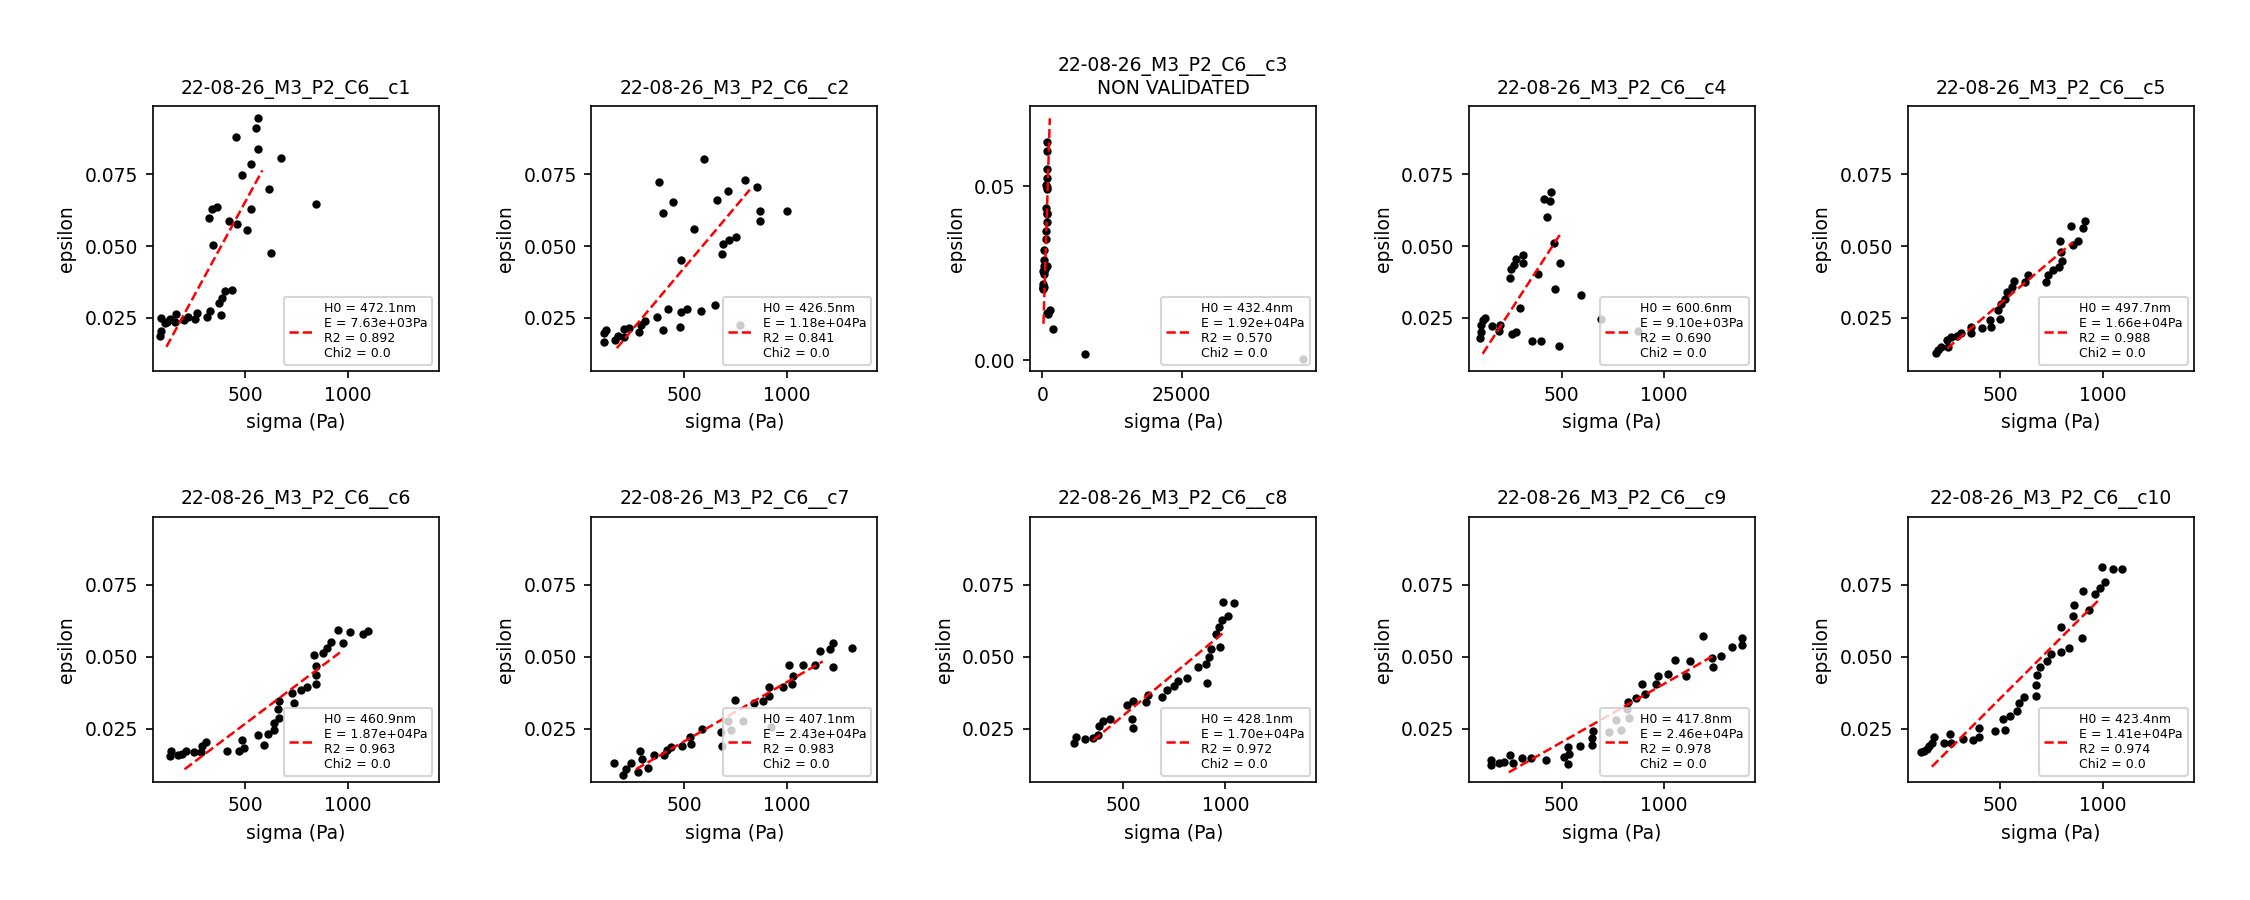 22-08-26_M3_P2_C6__c1
0.075
0.050
0.025
epsilon
H0 = 472.1nm
E = 7.63e+03Pa
R2 = 0.892
Chi2 = 0.0
500
1000
sigma (Pa)
22-08-26_M3_P2_C6__c2
0.075
0.050
0.025
epsilon
H0 = 426.5nm
E = 1.18e+04Pa
R2 = 0.841
Chi2 = 0.0
500
1000
sigma (Pa)
22-08-26_M3_P2_C6__c3
NON VALIDATED
0.05
0.00
epsilon
H0 = 432.4nm
E = 1.92e+04Pa
R2 = 0.570
Chi2 = 0.0
0
25000
sigma (Pa)
22-08-26_M3_P2_C6__c4
0.075
0.050
0.025
epsilon
H0 = 600.6nm
E = 9.10e+03Pa
R2 = 0.690
Chi2 = 0.0
500
1000
sigma (Pa)
22-08-26_M3_P2_C6__c5
0.075
0.050
0.025
epsilon
H0 = 497.7nm
E = 1.66e+04Pa
R2 = 0.988
Chi2 = 0.0
500
1000
sigma (Pa)
22-08-26_M3_P2_C6__c6
0.075
0.050
0.025
epsilon
H0 = 460.9nm
E = 1.87e+04Pa
R2 = 0.963
Chi2 = 0.0
500
1000
sigma (Pa)
22-08-26_M3_P2_C6__c7
0.075
0.050
0.025
epsilon
H0 = 407.1nm
E = 2.43e+04Pa
R2 = 0.983
Chi2 = 0.0
500
1000
sigma (Pa)
22-08-26_M3_P2_C6__c8
0.075
0.050
0.025
epsilon
H0 = 428.1nm
E = 1.70e+04Pa
R2 = 0.972
Chi2 = 0.0
500
1000
sigma (Pa)
22-08-26_M3_P2_C6__c9
0.075
0.050
0.025
epsilon
H0 = 417.8nm
E = 2.46e+04Pa
R2 = 0.978
Chi2 = 0.0
500
1000
sigma (Pa)
22-08-26_M3_P2_C6__c10
0.075
0.050
0.025
epsilon
H0 = 423.4nm
E = 1.41e+04Pa
R2 = 0.974
Chi2 = 0.0
500
1000
sigma (Pa)